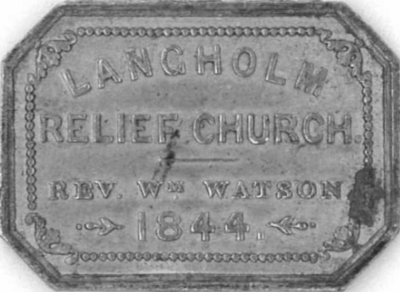 LANGHOLM
RELIEF CHURCH.
REV. Wᵐ WATSON
1844.